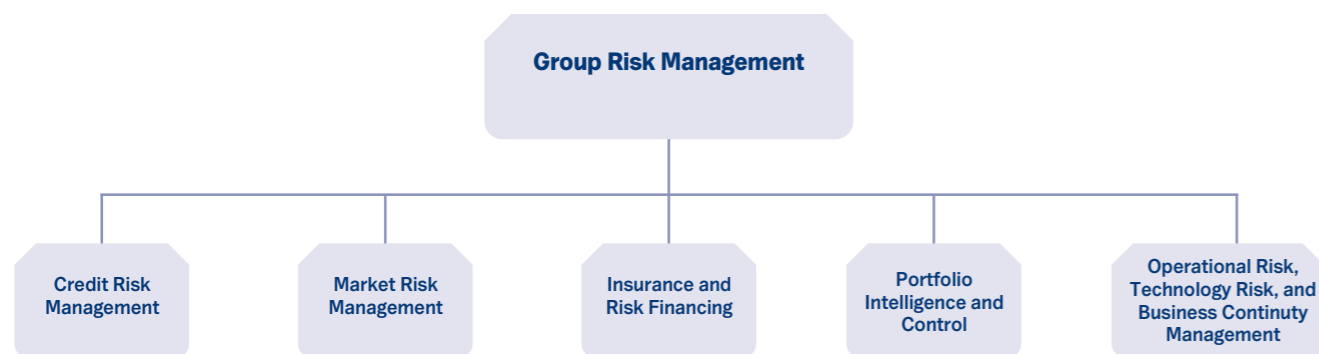 Group Risk Management
Credit Risk
Management
Market Risk
Management
Insurance and
Risk Financing
Portfolio
Intelligence and
Control
Operational Risk,
Technology Risk, and
Business Continuty
Management